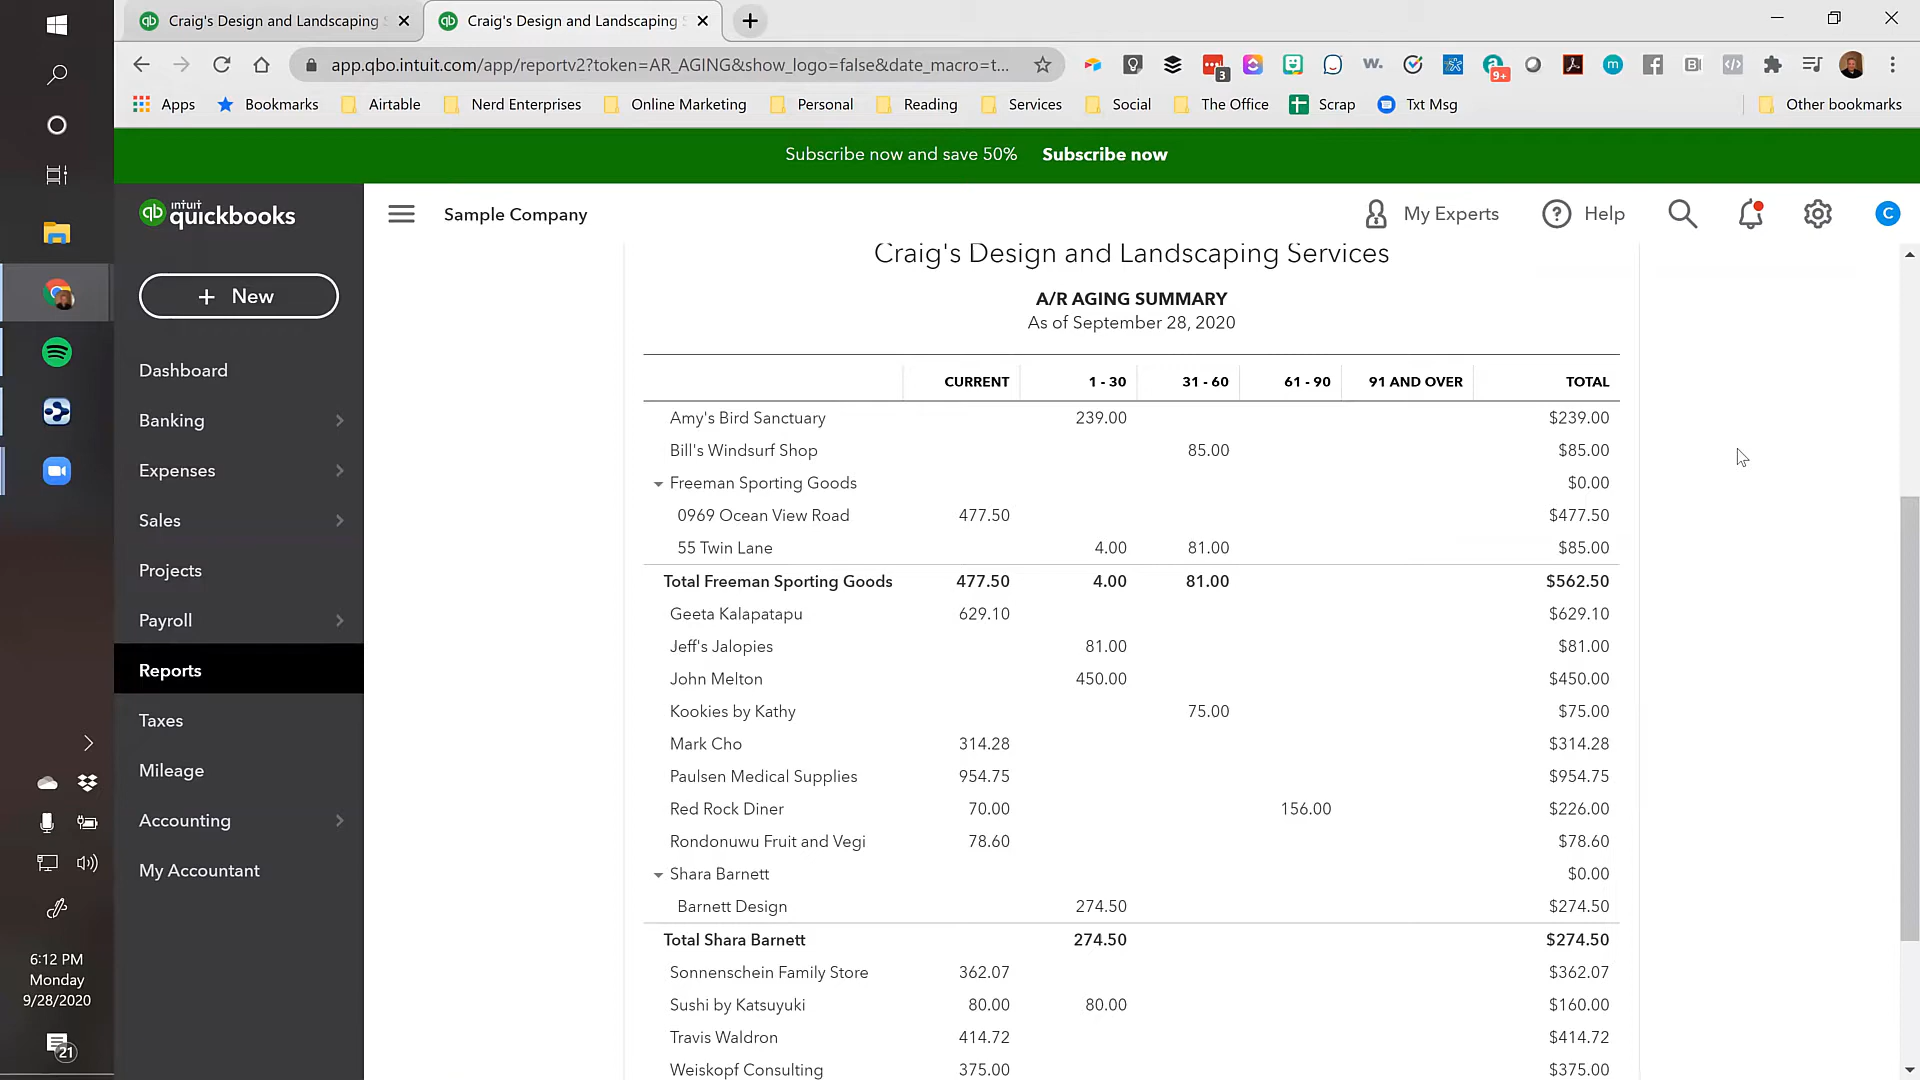 Craig's Design and Landscaping S
Craig's Design and Landscaping S
app.qbo.intuit.com/app/reportv2?token=AR_AGING&show_logo=false&date_macro=t...
3
9+
Apps
Bookmarks
Airtable
Nerd Enterprises
Online Marketing
Personal
Reading
Services
Social
The Office
Scrap
Txt Msg
Other bookmarks
Subscribe now and save 50% Subscribe now
intuit quickbooks
Sample Company
My Experts
Help
C
+ New
Dashboard
Banking
Expenses
Sales
Projects
Payroll
Reports
Taxes
Mileage
Accounting
My Accountant
6:12 PM
Monday
9/28/2020
21
Craig's Design and Landscaping Services
A/R AGING SUMMARY
As of September 28, 2020
CURRENT 1 - 30 31 - 60 61 - 90 91 AND OVER TOTAL
Amy's Bird Sanctuary 239.00 $239.00
Bill's Windsurf Shop 85.00 $85.00
Freeman Sporting Goods $0.00
0969 Ocean View Road 477.50 $477.50
55 Twin Lane 4.00 81.00 $85.00
Total Freeman Sporting Goods 477.50 4.00 81.00 $562.50
Geeta Kalapatapu 629.10 $629.10
Jeff's Jalopies 81.00 $81.00
John Melton 450.00 $450.00
Kookies by Kathy 75.00 $75.00
Mark Cho 314.28 $314.28
Paulsen Medical Supplies 954.75 $954.75
Red Rock Diner 70.00 156.00 $226.00
Rondonuwu Fruit and Vegi 78.60 $78.60
Shara Barnett $0.00
Barnett Design 274.50 $274.50
Total Shara Barnett 274.50 $274.50
Sonnenschein Family Store 362.07 $362.07
Sushi by Katsuyuki 80.00 80.00 $160.00
Travis Waldron 414.72 $414.72
Weiskopf Consulting 375.00 $375.00